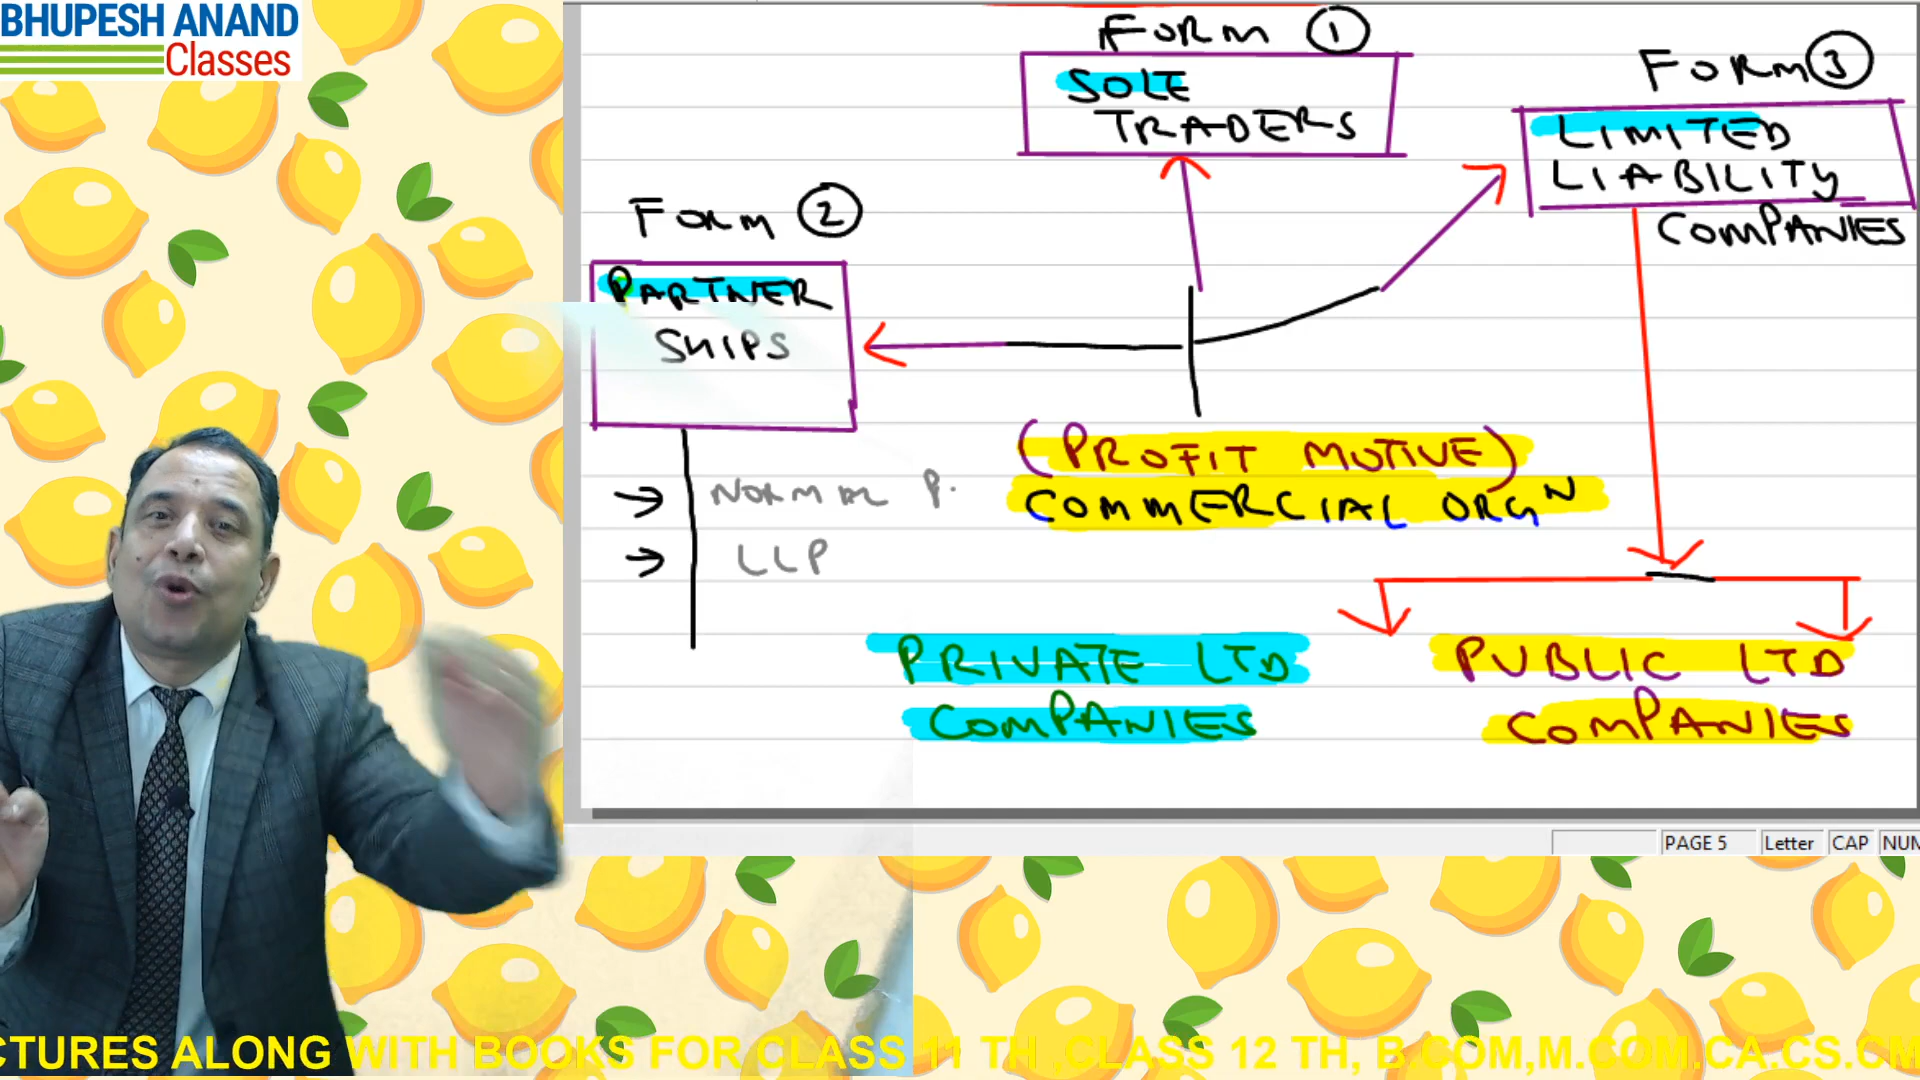 BHUPESH ANAND
Classes
FORM ①
SOLE
TRADERS
FORM ③
LIMITED
LIABILITY
COMPANIES
FORM ②
PARTNER
SHIPS
→ NORMAL P.
→ LLP
(PROFIT MOTIVE)
COMMERCIAL ORGN
PRIVATE LTD
COMPANIES
PUBLIC LTD
COMPANIES
PAGE 5 Letter CAP NUM
CTURES ALONG WITH BOOKS FOR CLASS 11 TH ,CLASS 12 TH, B.COM,M.COM.CA.CS.CM